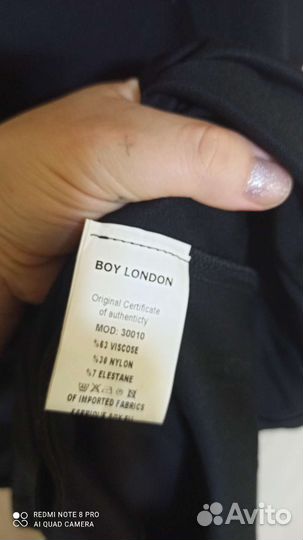 BOY LONDON
Original Certificate
of authenticty
MOD: 30010
%63 VISCOSE
%30 NYLON
%7 ELESTANE
OF IMPORTED FABRICS
REDMI NOTE 8 PRO
AI QUAD CAMERA
Avito